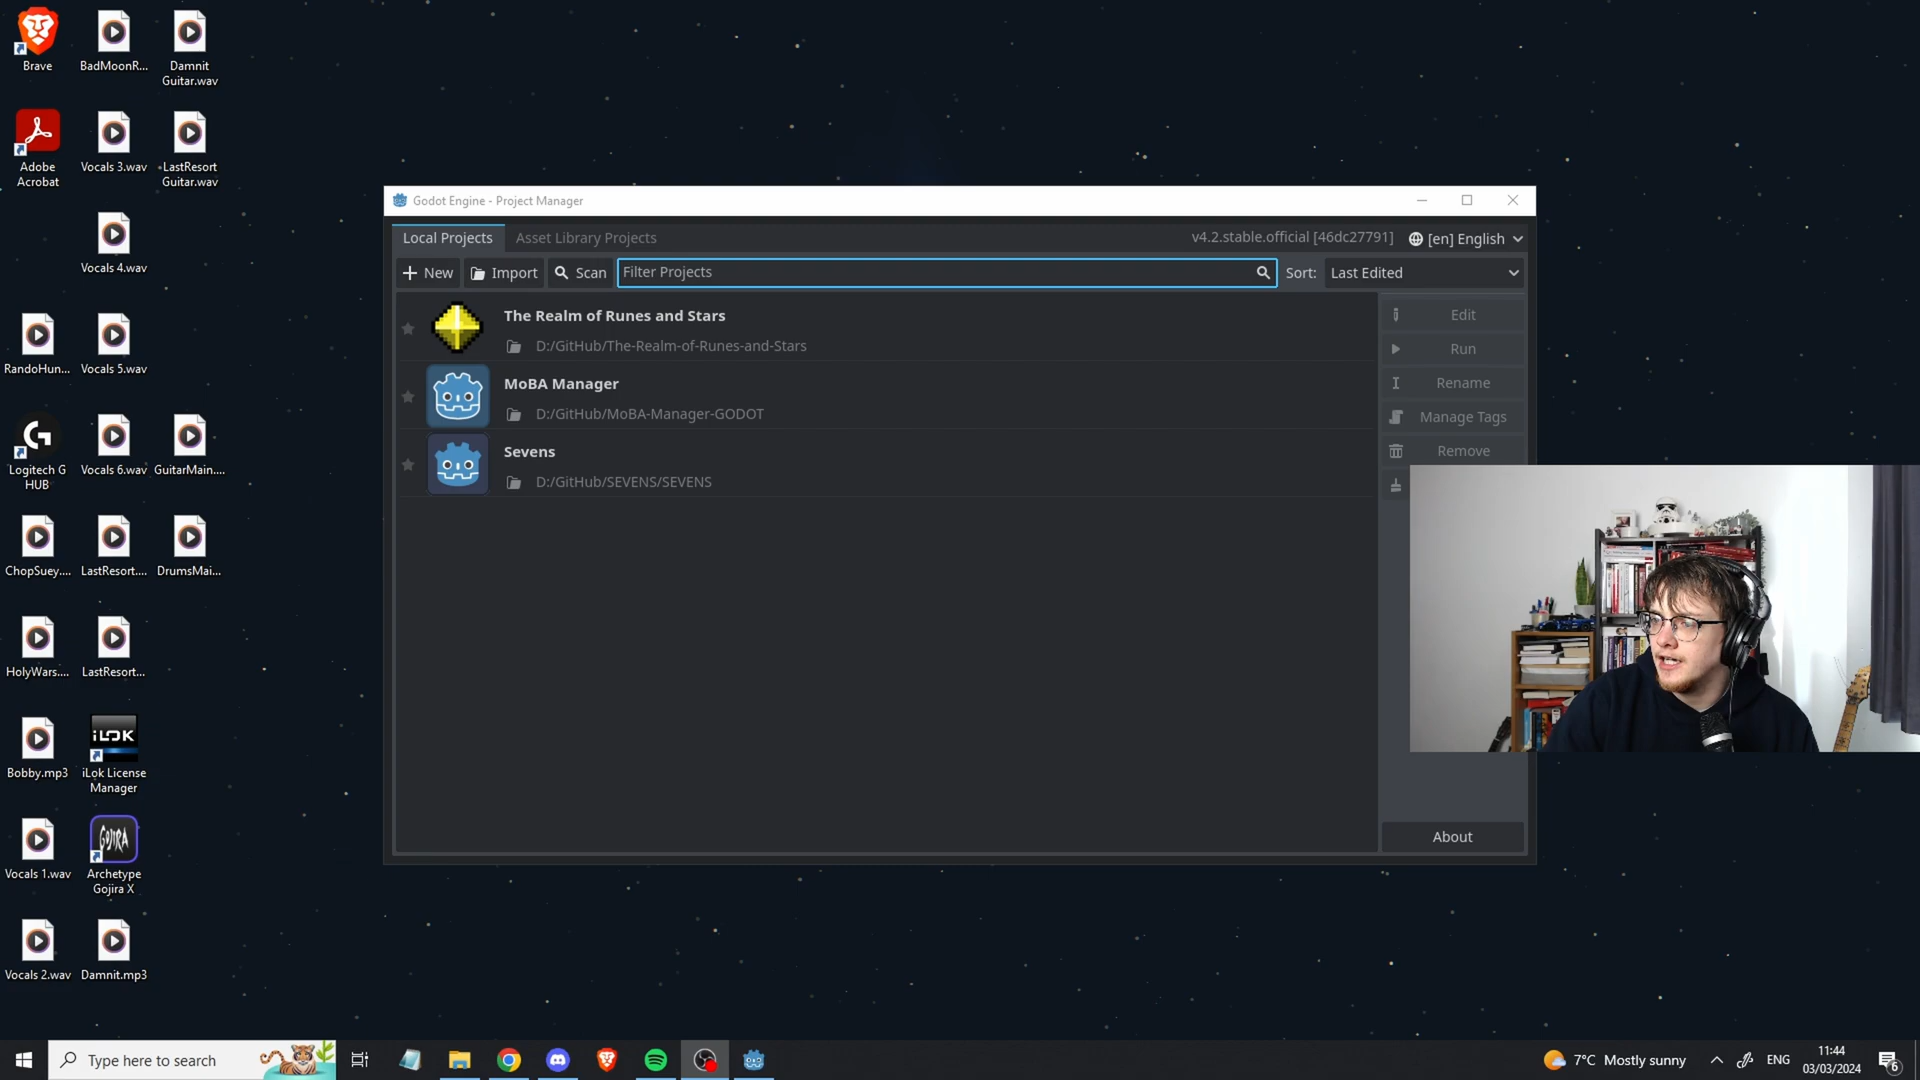 Brave
BadMoonR...
Damnit
Guitar.wav
Adobe
Acrobat
Vocals 3.wav
LastResort
Guitar.wav
Vocals 4.wav
RandoHun...
Vocals 5.wav
Logitech G
HUB
Vocals 6.wav
GuitarMain....
ChopSuey....
LastResort....
DrumsMai...
HolyWars....
LastResort...
Bobby.mp3
iLOK
iLok License
Manager
Vocals 1.wav
GOJIRA
Archetype
Gojira X
Vocals 2.wav
Damnit.mp3
Godot Engine - Project Manager
Local Projects
Asset Library Projects
v4.2.stable.official [46dc27791]
[en] English
New
Import
Scan
Filter Projects
Sort:
Last Edited
The Realm of Runes and Stars
D:/GitHub/The-Realm-of-Runes-and-Stars
MoBA Manager
D:/GitHub/MoBA-Manager-GODOT
Sevens
D:/GitHub/SEVENS/SEVENS
Edit
Run
Rename
Manage Tags
Remove
About
Type here to search
7°C Mostly sunny
ENG
11:44
03/03/2024
6